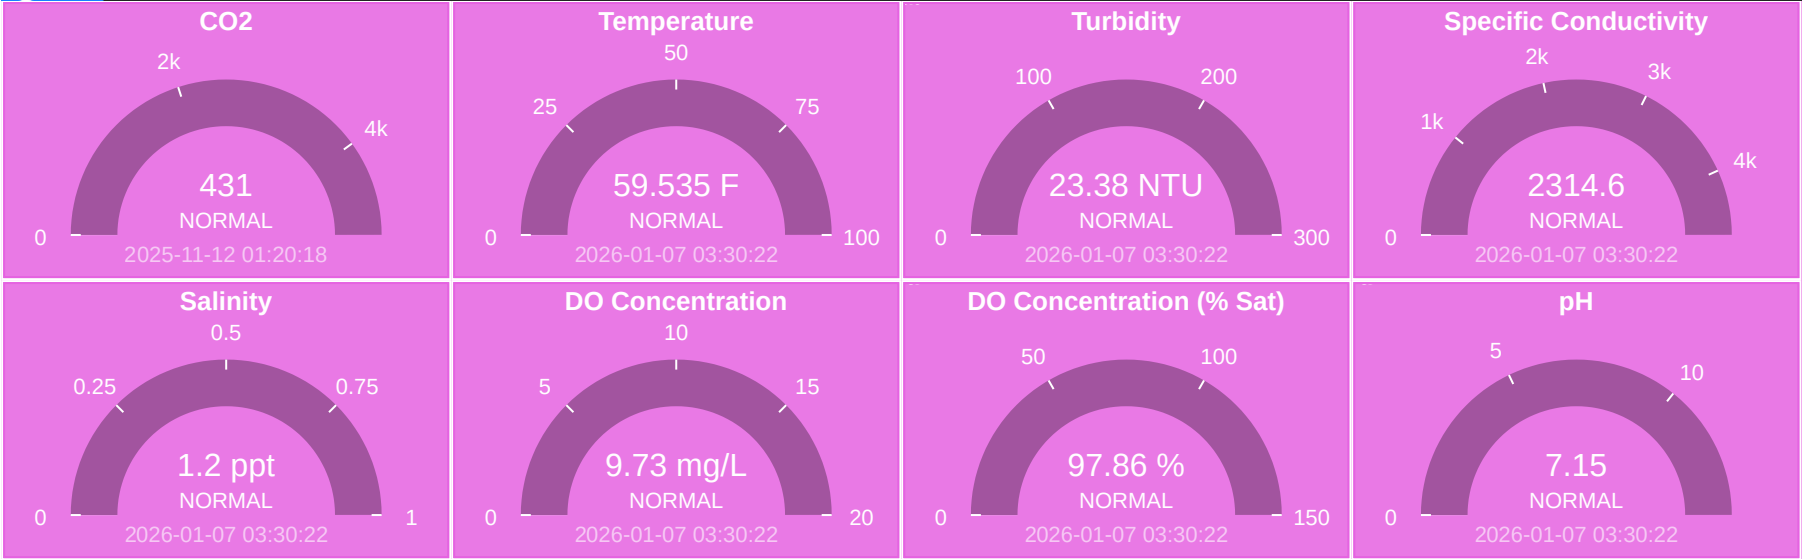 CO2
2k
4k
431
NORMAL
0
2025-11-12 01:20:18
Temperature
50
25
75
59.535 F
NORMAL
0
100
2026-01-07 03:30:22
Turbidity
100
200
23.38 NTU
NORMAL
0
300
2026-01-07 03:30:22
Specific Conductivity
2k
3k
1k
4k
2314.6
NORMAL
0
2026-01-07 03:30:22
Salinity
0.5
0.25
0.75
1.2 ppt
NORMAL
0
1
2026-01-07 03:30:22
DO Concentration
10
5
15
9.73 mg/L
NORMAL
0
20
2026-01-07 03:30:22
DO Concentration (% Sat)
50
100
97.86 %
NORMAL
0
150
2026-01-07 03:30:22
pH
5
10
7.15
NORMAL
0
2026-01-07 03:30:22